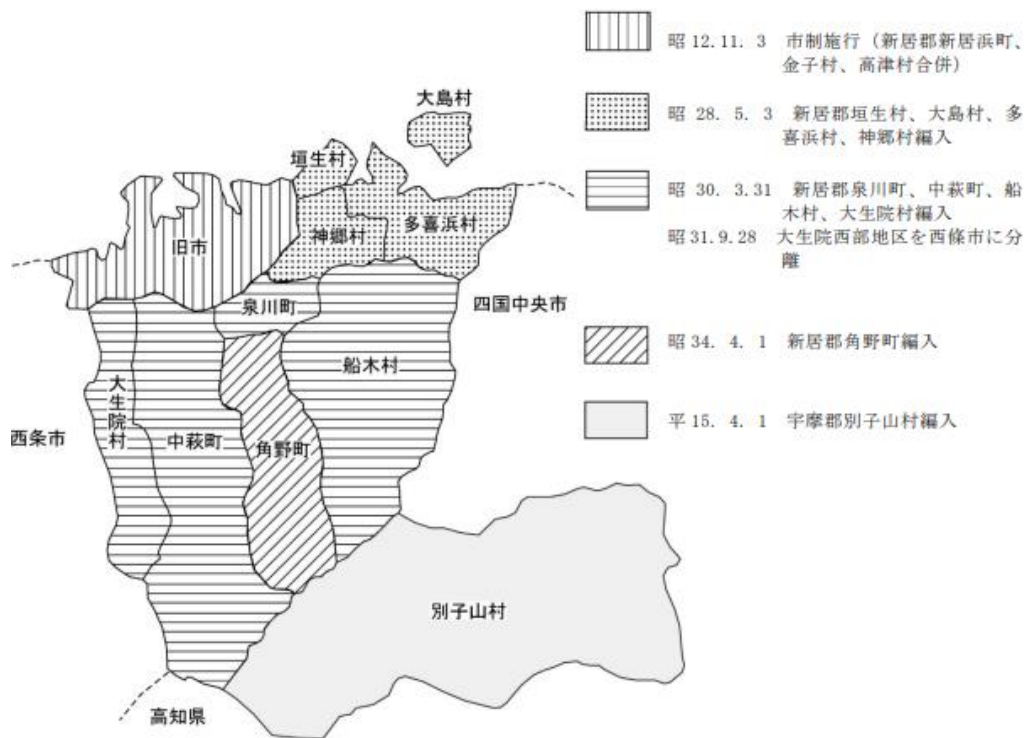 昭 12. 11. 3 市制施行（新居郡新居浜町、
金子村、高津村合併）
昭 28. 5. 3 新居郡垣生村、大島村、多
喜浜村、神郷村編入
昭 30. 3.31 新居郡泉川町、中萩町、船
木村、大生院村編入
昭31.9.28 大生院西部地区を西條市に分
離
昭 34. 4. 1 新居郡角野町編入
平 15. 4. 1 宇摩郡別子山村編入
大島村
垣生村
多喜浜村
神郷村
旧市
泉川町
四国中央市
船木村
大生院村
西条市
中萩町
角野町
別子山村
高知県